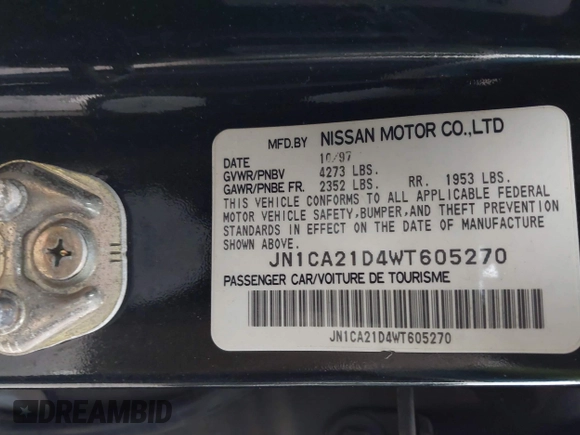 MFD.BY NISSAN MOTOR CO.,LTD
DATE 10/97
GVWR/PNBV 4273 LBS.
GAWR/PNBE FR. 2352 LBS. RR. 1953 LBS.
THIS VEHICLE CONFORMS TO ALL APPLICABLE FEDERAL
MOTOR VEHICLE SAFETY,BUMPER,AND THEFT PREVENTION
STANDARDS IN EFFECT ON THE DATE OF MANUFACTURE
SHOWN ABOVE.
JN1CA21D4WT605270
PASSENGER CAR/VOITURE DE TOURISME
JN1CA21D4WT605270
DREAMBID